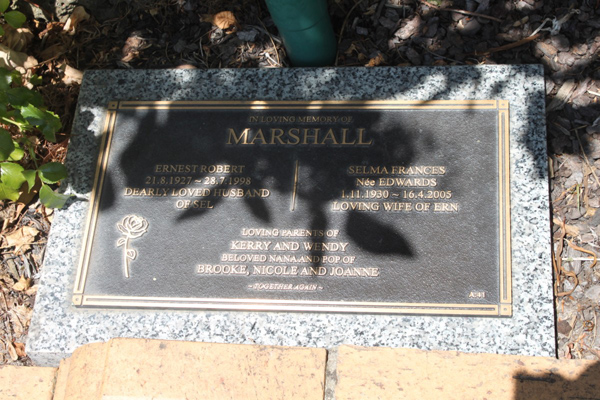 IN LOVING MEMORY OF
MARSHALL
ERNEST ROBERT
21.8.1927 ~ 28.7.1998
DEARLY LOVED HUSBAND
OF SEL
SELMA FRANCES
Née EDWARDS
1.11.1930 ~ 16.4.2005
LOVING WIFE OF ERN
LOVING PARENTS OF
KERRY AND WENDY
BELOVED NANA AND POP OF
BROOKE, NICOLE AND JOANNE
~ TOGETHER AGAIN ~